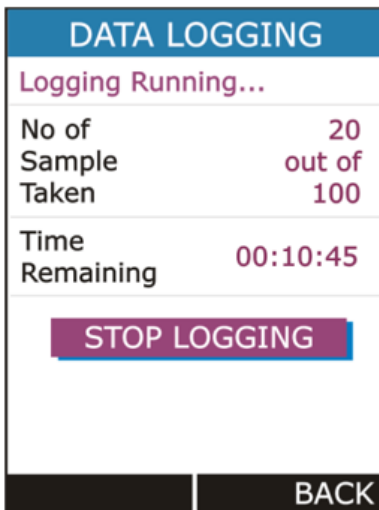 DATA LOGGING
Logging Running...
No of 20
Sample out of
Taken 100
Time
Remaining 00:10:45
STOP LOGGING
BACK